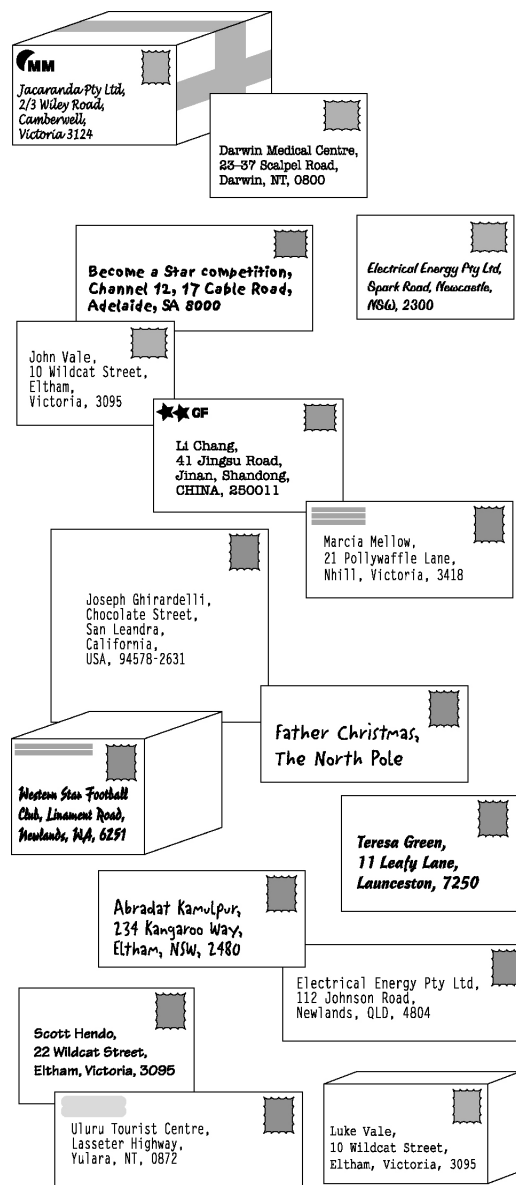 MM
Jacaranda Pty Ltd,
2/3 Wiley Road,
Camberwell,
Victoria 3124
Darwin Medical Centre,
23–37 Scalpel Road,
Darwin, NT, 0800
Become a Star competition,
Channel 12, 17 Cable Road,
Adelaide, SA 8000
Electrical Energy Pty Ltd,
Spark Road, Newcastle,
NSW, 2300
John Vale,
10 Wildcat Street,
Eltham,
Victoria, 3095
GF
Li Chang,
41 Jingsu Road,
Jinan, Shandong,
CHINA, 250011
Marcia Mellow,
21 Pollywaffle Lane,
Nhill, Victoria, 3418
Joseph Ghirardelli,
Chocolate Street,
San Leandra,
California,
USA, 94578-2631
Father Christmas,
The North Pole
Western Star Football
Club, Linament Road,
Newlands, WA, 6251
Teresa Green,
11 Leafy Lane,
Launceston, 7250
Abradat Kamulpur,
234 Kangaroo Way,
Eltham, NSW, 2480
Electrical Energy Pty Ltd,
112 Johnson Road,
Newlands, QLD, 4804
Scott Hendo,
22 Wildcat Street,
Eltham, Victoria, 3095
Uluru Tourist Centre,
Lasseter Highway,
Yulara, NT, 0872
Luke Vale,
10 Wildcat Street,
Eltham, Victoria, 3095